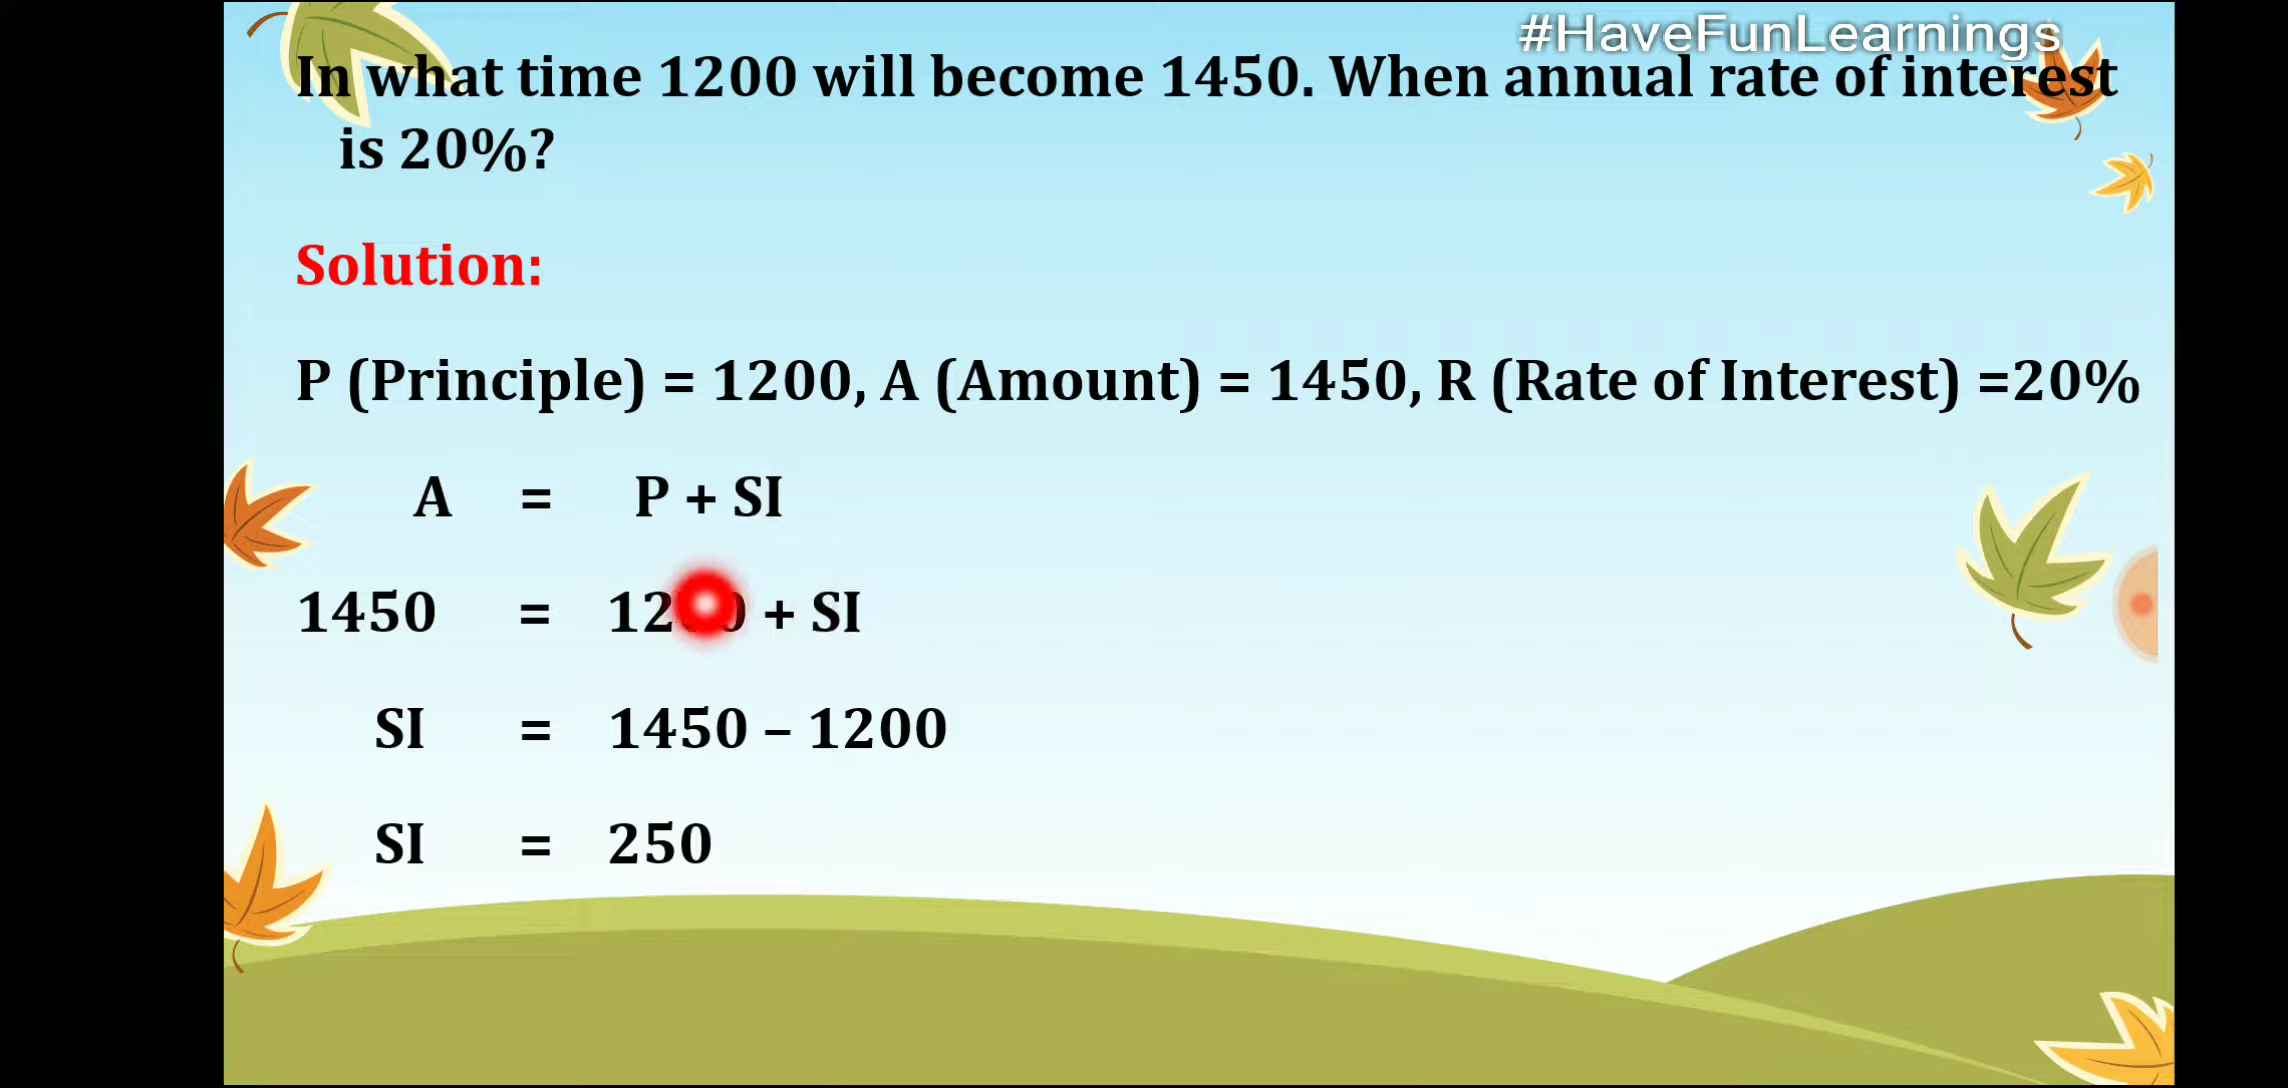 #HaveFunLearnings
In what time 1200 will become 1450. When annual rate of interest
is 20%?
Solution:
P (Principle) = 1200, A (Amount) = 1450, R (Rate of Interest) =20%
A = P + SI
1450 = 1200 + SI
SI = 1450 – 1200
SI = 250